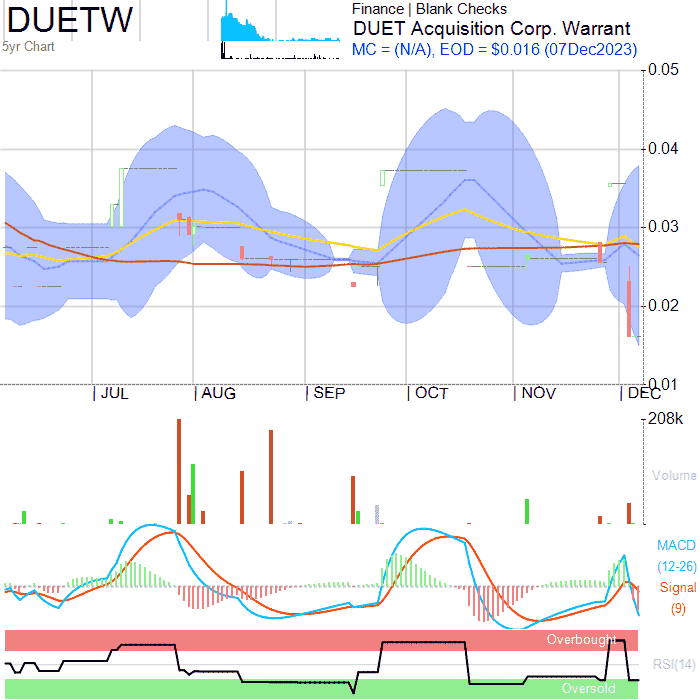 DUETW
5yr Chart
Finance | Blank Checks
DUET Acquisition Corp. Warrant
MC = (N/A), EOD = $0.016 (07Dec2023)
0.05
0.04
0.03
0.02
0.01
JUL AUG SEP OCT NOV DEC
208k
Volume
MACD
(12-26)
Signal
(9)
Overbought
RSI(14)
Oversold